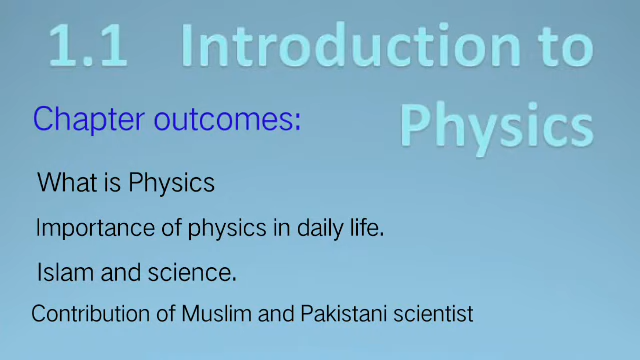 1.1 Introduction to
Physics
Chapter outcomes:
What is Physics
Importance of physics in daily life.
Islam and science.
Contribution of Muslim and Pakistani scientist